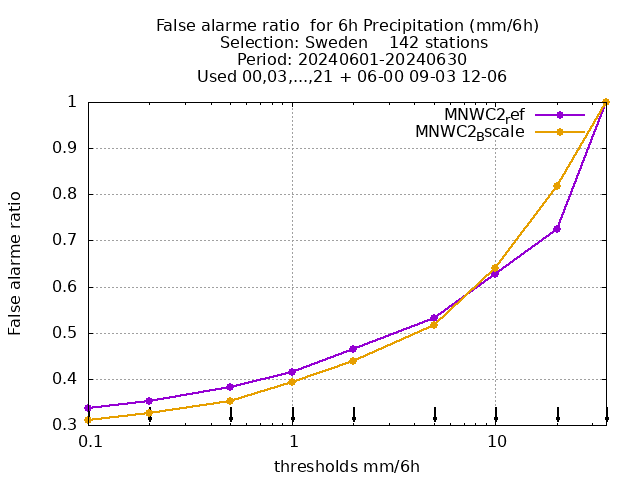 False alarme ratio  for 6h Precipitation (mm/6h)
Selection: Sweden    142 stations
Period: 20240601-20240630
Used 00,03,...,21 + 06-00 09-03 12-06
MNWC2ref
MNWC2Bscale
1
0.9
0.8
0.7
0.6
0.5
0.4
0.3
False alarme ratio
0.1
1
10
thresholds mm/6h